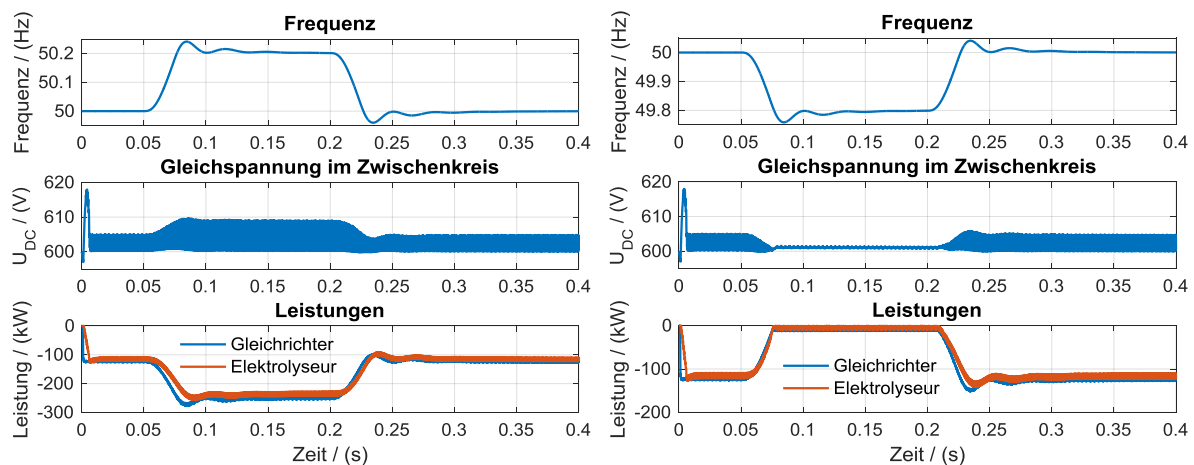 Frequenz
Frequenz / (Hz)
50.2
50.1
50
0 0.05 0.1 0.15 0.2 0.25 0.3 0.35 0.4
Gleichspannung im Zwischenkreis
U_DC / (V)
620
610
600
0 0.05 0.1 0.15 0.2 0.25 0.3 0.35 0.4
Leistungen
Leistung / (kW)
0
-100
-200
-300
Gleichrichter
Elektrolyseur
0 0.05 0.1 0.15 0.2 0.25 0.3 0.35 0.4
Zeit / (s)
Frequenz
Frequenz / (Hz)
50
49.9
49.8
0 0.05 0.1 0.15 0.2 0.25 0.3 0.35 0.4
Gleichspannung im Zwischenkreis
U_DC / (V)
620
610
600
0 0.05 0.1 0.15 0.2 0.25 0.3 0.35 0.4
Leistungen
Leistung / (kW)
0
-100
-200
Gleichrichter
Elektrolyseur
0 0.05 0.1 0.15 0.2 0.25 0.3 0.35 0.4
Zeit / (s)